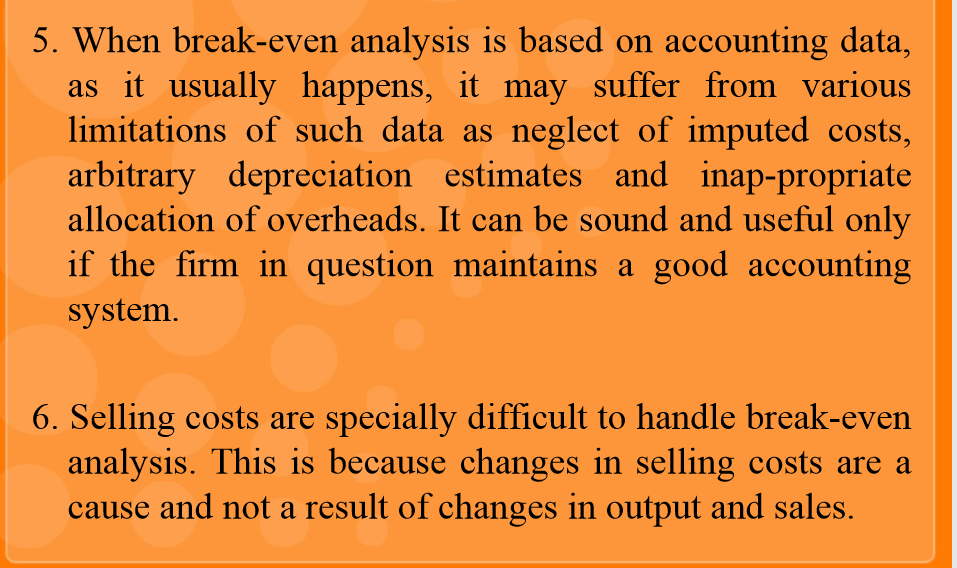 5. When break-even analysis is based on accounting data,
as it usually happens, it may suffer from various
limitations of such data as neglect of imputed costs,
arbitrary depreciation estimates and inap-propriate
allocation of overheads. It can be sound and useful only
if the firm in question maintains a good accounting
system.
6. Selling costs are specially difficult to handle break-even
analysis. This is because changes in selling costs are a
cause and not a result of changes in output and sales.